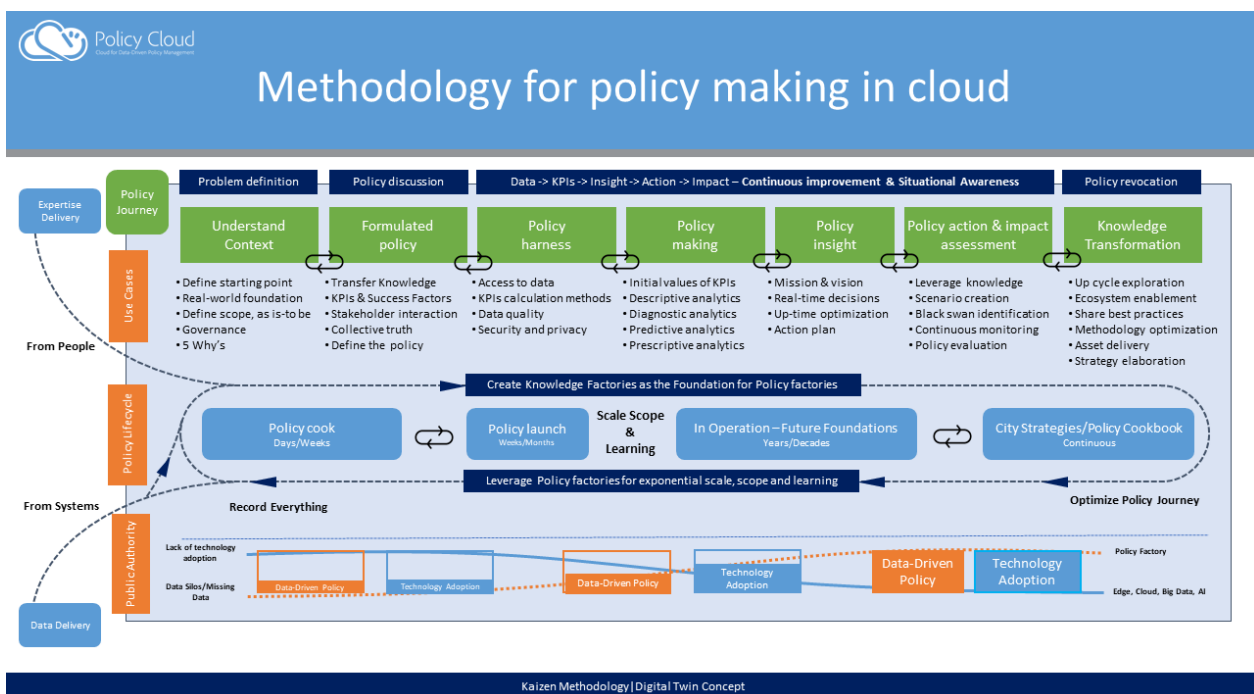 Policy Cloud
Cloud for Data-Driven Policy Management
Methodology for policy making in cloud
Expertise
Delivery
Policy
Journey
Problem definition
Policy discussion
Data -> KPIs -> Insight -> Action -> Impact – Continuous improvement & Situational Awareness
Policy revocation
Understand
Context
Formulated
policy
Policy
harness
Policy
making
Policy
insight
Policy action & impact
assessment
Knowledge
Transformation
Use Cases
• Define starting point
• Real-world foundation
• Define scope, as is-to be
• Governance
• 5 Why's
• Transfer Knowledge
• KPIs & Success Factors
• Stakeholder interaction
• Collective truth
• Define the policy
• Access to data
• KPIs calculation methods
• Data quality
• Security and privacy
• Initial values of KPIs
• Descriptive analytics
• Diagnostic analytics
• Predictive analytics
• Prescriptive analytics
• Mission & vision
• Real-time decisions
• Up-time optimization
• Action plan
• Leverage knowledge
• Scenario creation
• Black swan identification
• Continuous monitoring
• Policy evaluation
• Up cycle exploration
• Ecosystem enablement
• Share best practices
• Methodology optimization
• Asset delivery
• Strategy elaboration
From People
Create Knowledge Factories as the Foundation for Policy factories
Policy Lifecycle
Policy cook
Days/Weeks
Policy launch
Weeks/Months
Scale Scope
&
Learning
In Operation – Future Foundations
Years/Decades
City Strategies/Policy Cookbook
Continuous
Leverage Policy factories for exponential scale, scope and learning
From Systems
Record Everything
Optimize Policy Journey
Public Authority
Lack of technology
adoption
Data Silos/Missing
Data
Data-Driven Policy
Technology Adoption
Data-Driven Policy
Technology
Adoption
Data-Driven
Policy
Technology
Adoption
Policy Factory
Edge, Cloud, Big Data, AI
Data Delivery
Kaizen Methodology|Digital Twin Concept